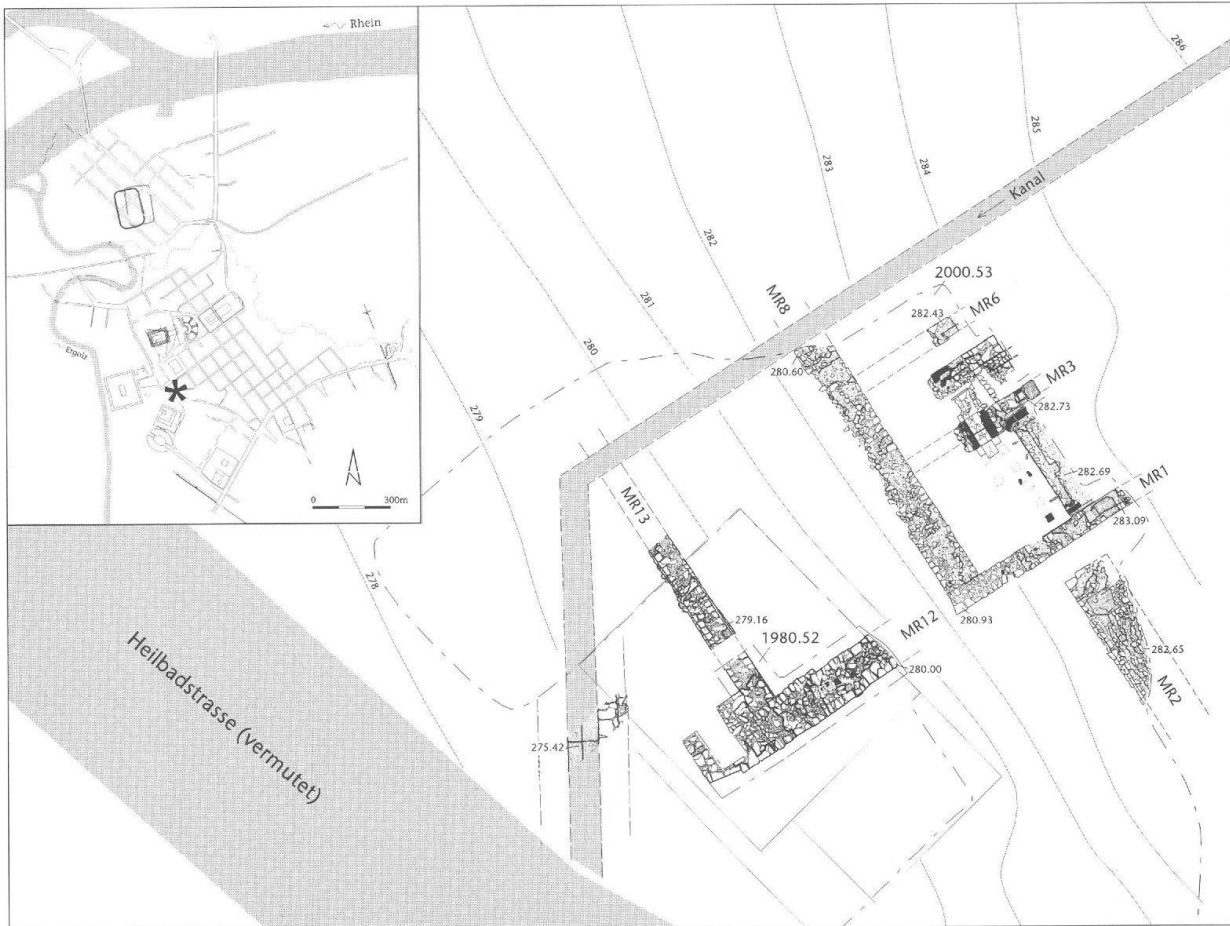 Rhein
Ergolz
0 300m
286
285
284
283
282
281
280
279
278
Kanal
2000.53
MR8
MR6
282.43
280.60
MR3
282.73
282.69
MR1
283.09
MR13
279.16
1980.52
MR12
280.93
280.00
282.65
MR2
275.42
Heilbadstrasse (vermutet)